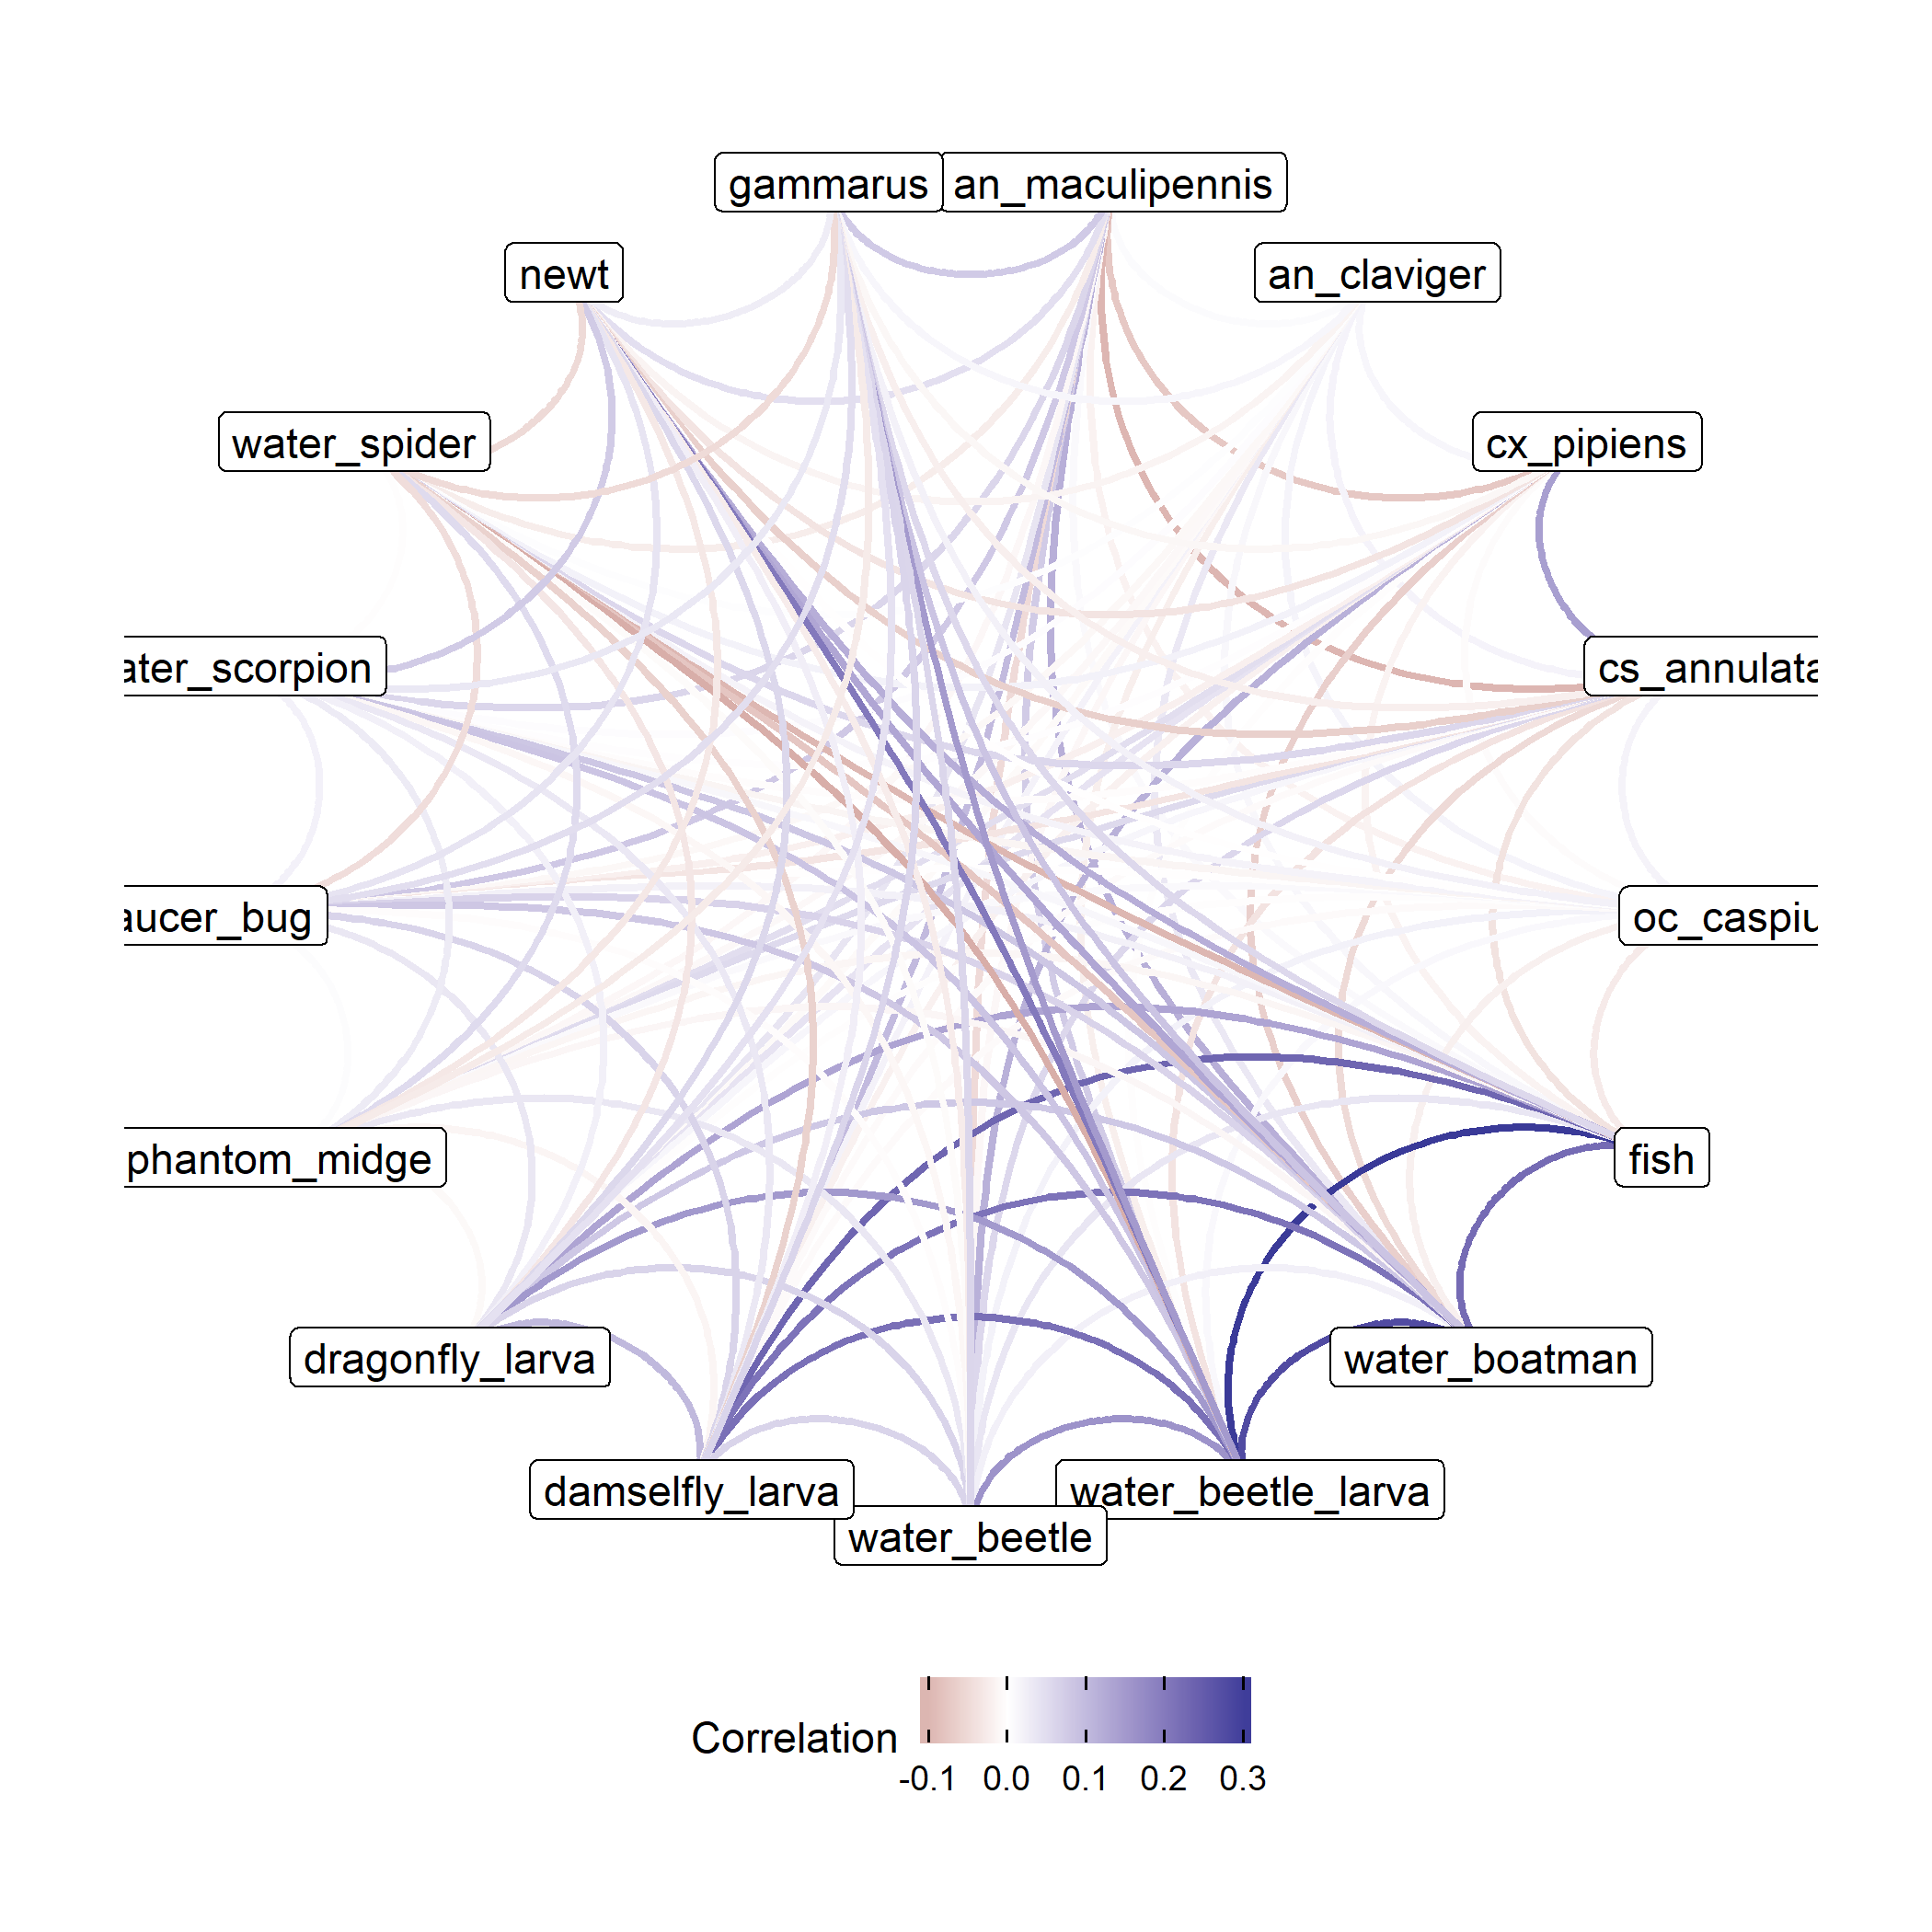 gammarus
an_maculipennis
newt
an_claviger
water_spider
cx_pipiens
ater_scorpion
cs_annulata
aucer_bug
oc_caspiu
phantom_midge
fish
dragonfly_larva
water_boatman
damselfly_larva
water_beetle_larva
water_beetle
Correlation
-0.1 0.0 0.1 0.2 0.3